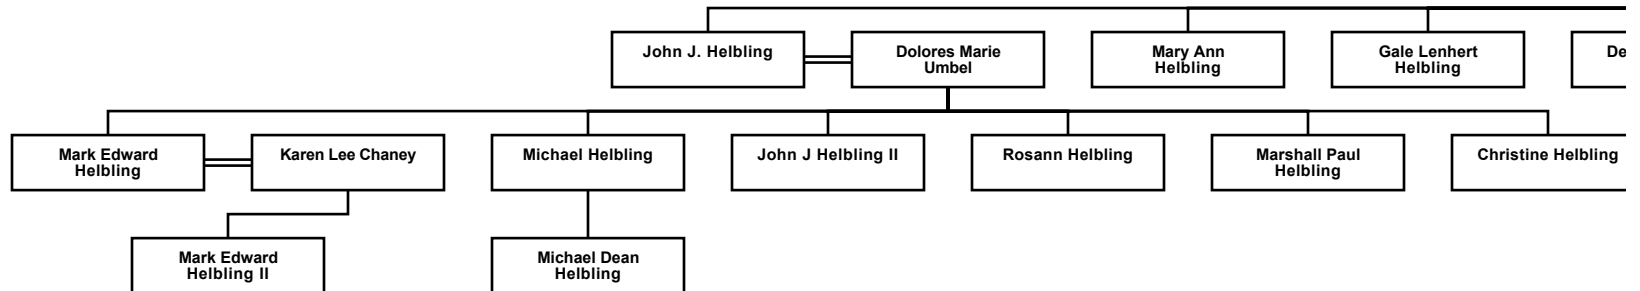 John J. Helbling
Dolores Marie
Umbel
Mary Ann
Helbling
Gale Lenhert
Helbling
Mark Edward
Helbling
Karen Lee Chaney
Michael Helbling
John J Helbling II
Rosann Helbling
Marshall Paul
Helbling
Christine Helbling
Mark Edward
Helbling II
Michael Dean
Helbling